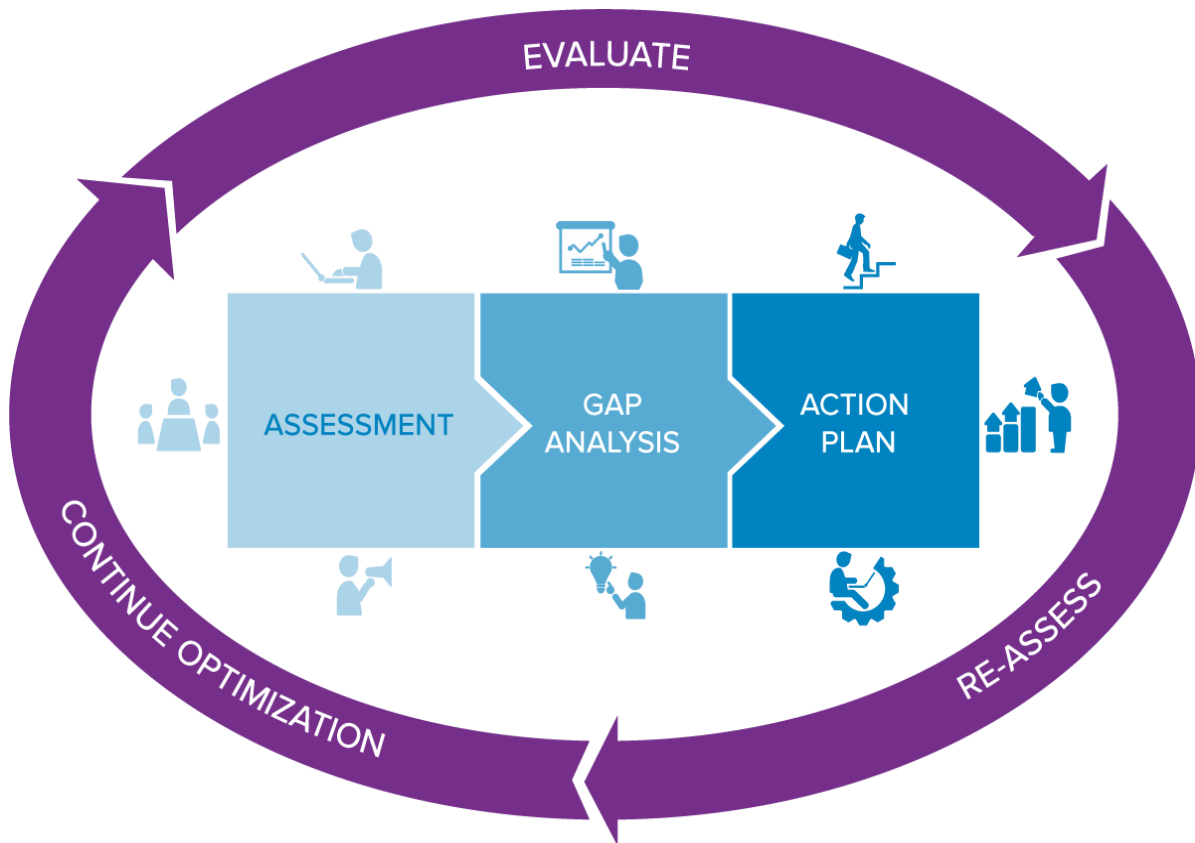 EVALUATE
ASSESSMENT
GAP
ANALYSIS
ACTION
PLAN
RE-ASSESS
CONTINUE OPTIMIZATION